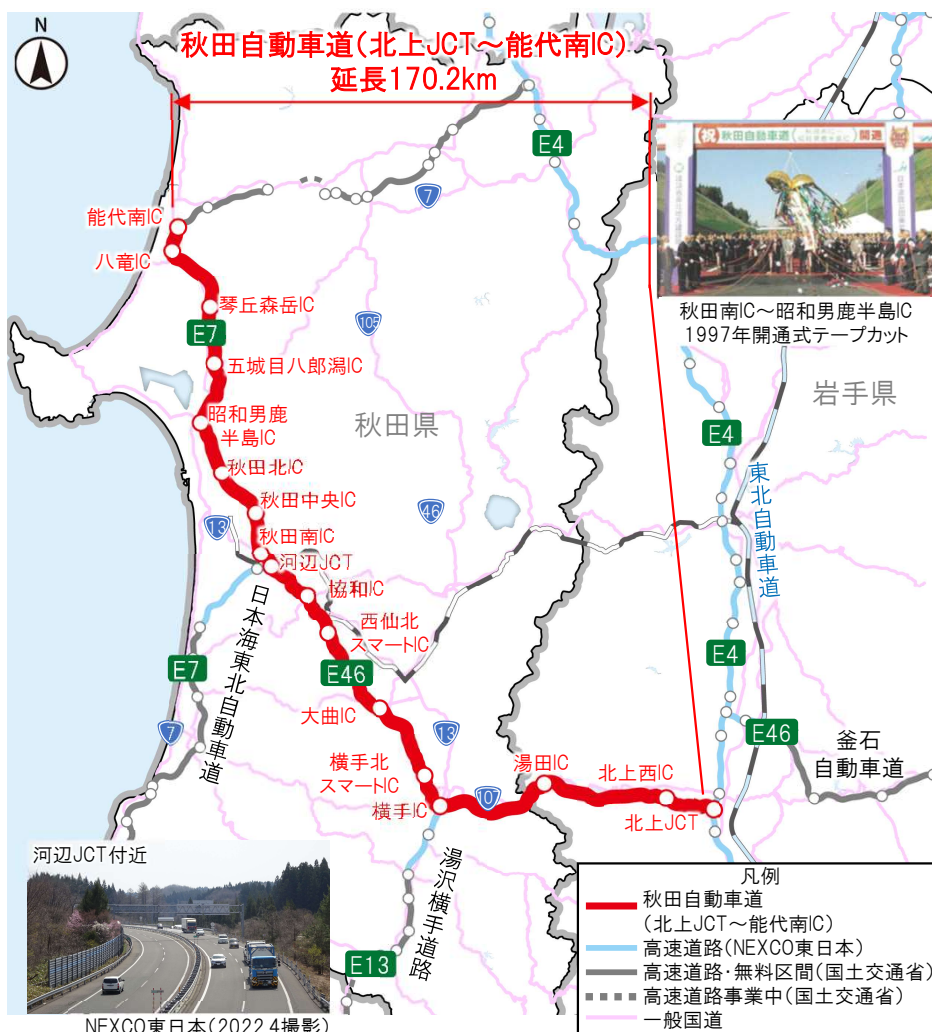 N
秋田自動車道(北上JCT～能代南IC)
延長170.2km
E4
7
祝 秋田自動車道 開通
能代南IC
八竜IC
琴丘森岳IC
105
秋田南IC～昭和男鹿半島IC
1997年開通式テープカット
E7
五城目八郎潟IC
岩手県
昭和男鹿
半島IC
秋田県
E4
秋田北IC
東北自動車道
秋田中央IC
46
13
秋田南IC
河辺JCT
協和IC
日本海東北自動車道
西仙北
スマートIC
E7
E46
E4
大曲IC
7
13
E46
釜石
自動車道
横手北
スマートIC
湯田IC
北上西IC
107
横手IC
北上JCT
湯沢横手道路
河辺JCT付近
E13
NEXCO東日本(2022.4撮影)
凡例
秋田自動車道
(北上JCT～能代南IC)
高速道路(NEXCO東日本)
高速道路・無料区間(国土交通省)
高速道路事業中(国土交通省)
一般国道